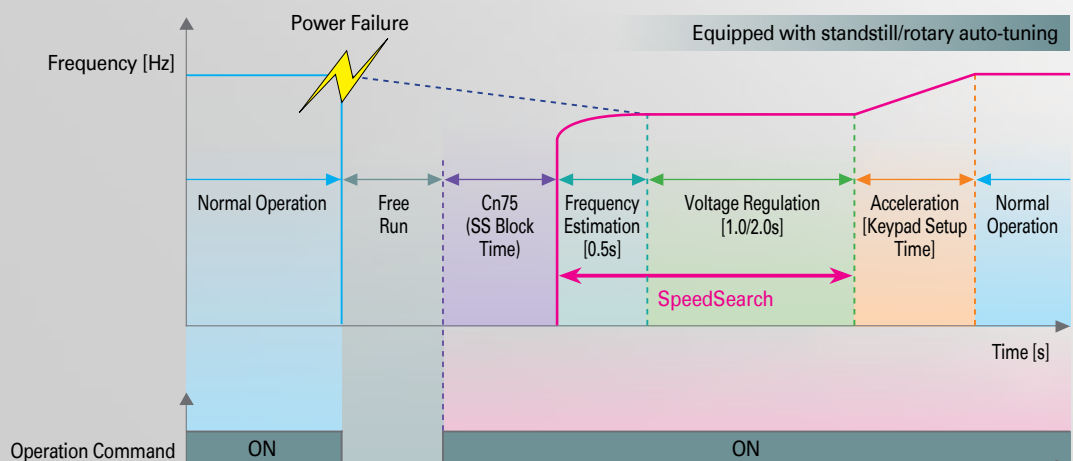 Power Failure
Equipped with standstill/rotary auto-tuning
Frequency [Hz]
Normal Operation
Free
Run
Cn75
(SS Block
Time)
Frequency
Estimation
[0.5s]
Voltage Regulation
[1.0/2.0s]
Acceleration
[Keypad Setup
Time]
Normal
Operation
SpeedSearch
Time [s]
Operation Command
ON
ON